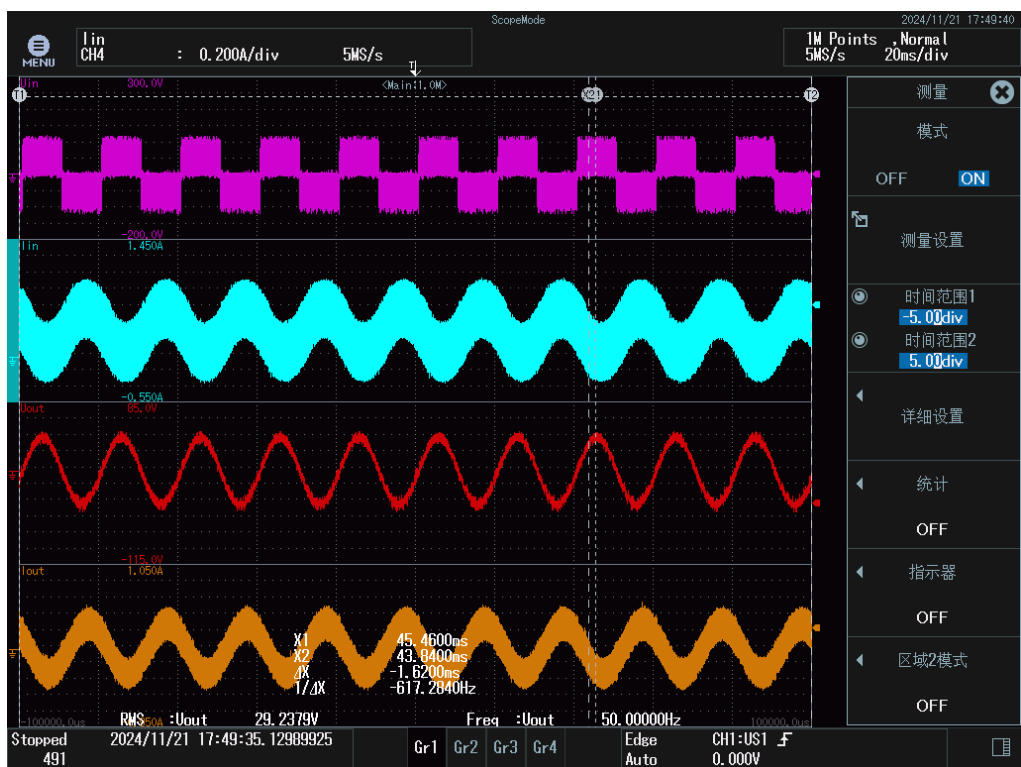 ScopeMode
2024/11/21 17:49:40
MENU
Iin
CH4 : 0.200A/div 5MS/s
1M Points ,Normal
5MS/s 20ms/div
Uin 300.0V
<Main:1.0M>
T1
T2
-200.0V
Iin 1.450A
-0.550A
Uout 85.0V
-115.0V
Iout 1.050A
X1 45.4600ms
X2 43.8400ms
⊿X -1.6200ms
1/⊿X -617.2840Hz
-100000.0us
100000.0us
RMS :Uout 29.2379V
Freq :Uout 50.00000Hz
测量
模式
OFF ON
测量设置
时间范围1
-5.00div
时间范围2
5.00div
详细设置
统计
OFF
指示器
OFF
区域2模式
OFF
Stopped
491
2024/11/21 17:49:35.12989925
Gr1 Gr2 Gr3 Gr4
Edge CH1:US1
Auto 0.000V